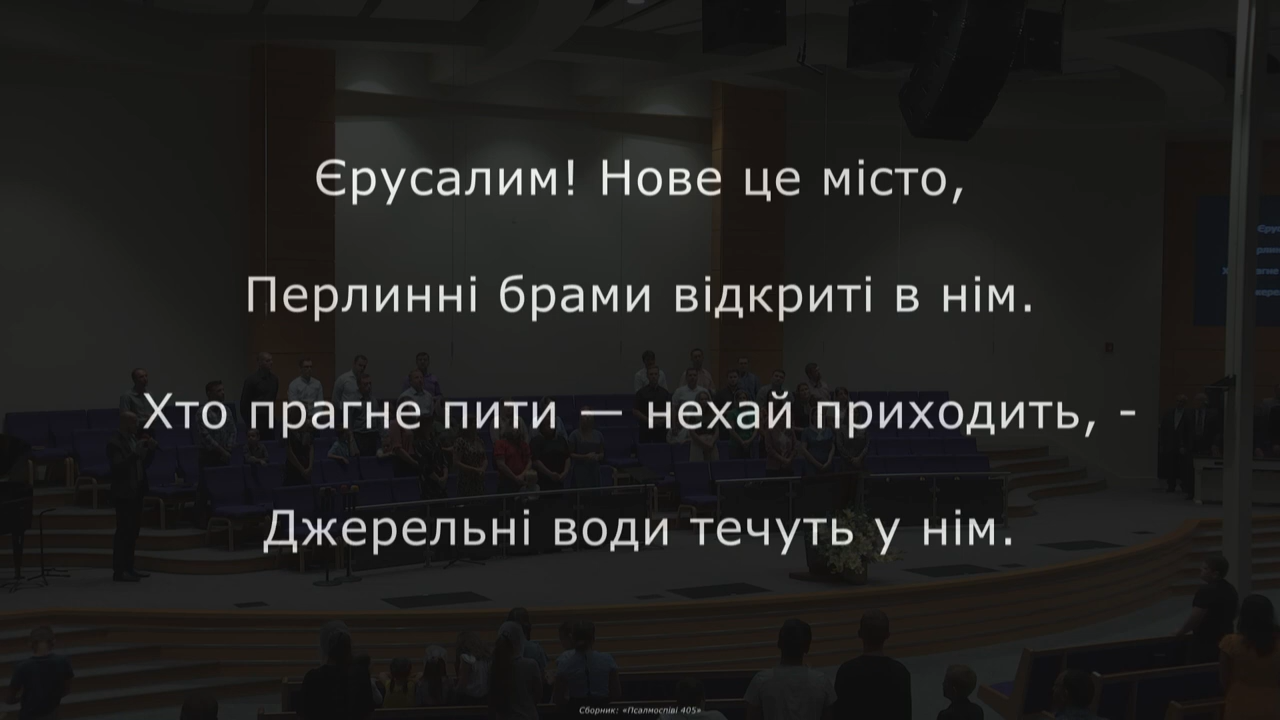 Єрусалим! Нове це місто,
Перлинні брами відкриті в нім.
Хто прагне пити — нехай приходить, -
Джерельні води течуть у нім.
Сборник: «Псалмоспіві 405»